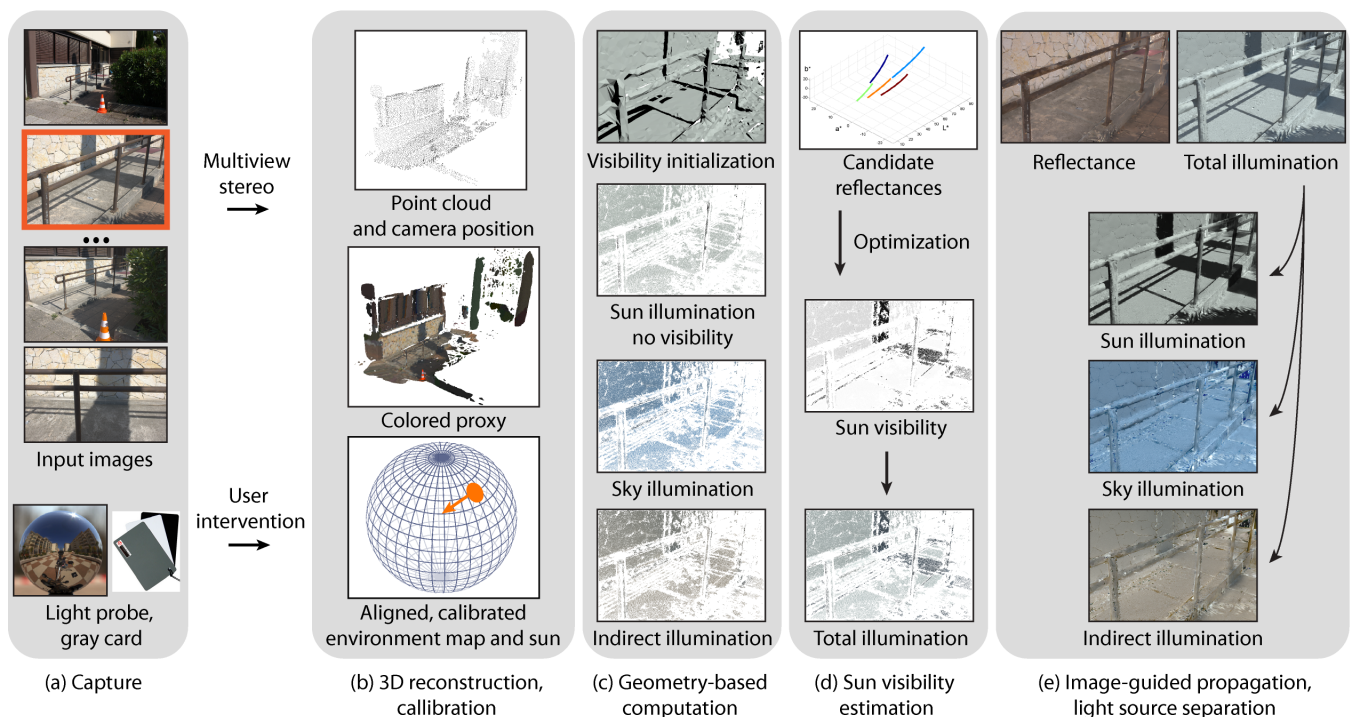 Input images
Light probe,
gray card
(a) Capture
Multiview
stereo
User
intervention
Point cloud
and camera position
Colored proxy
Aligned, calibrated
environment map and sun
(b) 3D reconstruction,
callibration
Visibility initialization
Sun illumination
no visibility
Sky illumination
Indirect illumination
(c) Geometry-based
computation
b*
a*
L*
Candidate
reflectances
Optimization
Sun visibility
Total illumination
(d) Sun visibility
estimation
Reflectance
Total illumination
Sun illumination
Sky illumination
Indirect illumination
(e) Image-guided propagation,
light source separation